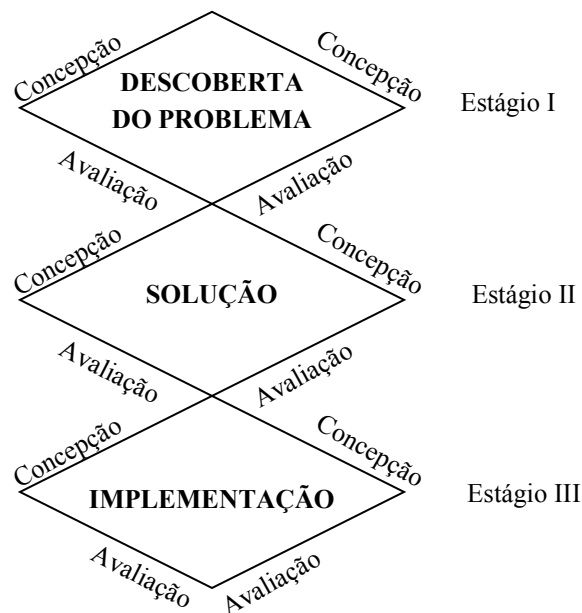 Concepção
Concepção
DESCOBERTA
DO PROBLEMA
Estágio I
Avaliação
Avaliação
Concepção
Concepção
SOLUÇÃO
Estágio II
Avaliação
Avaliação
Concepção
Concepção
IMPLEMENTAÇÃO
Estágio III
Avaliação
Avaliação